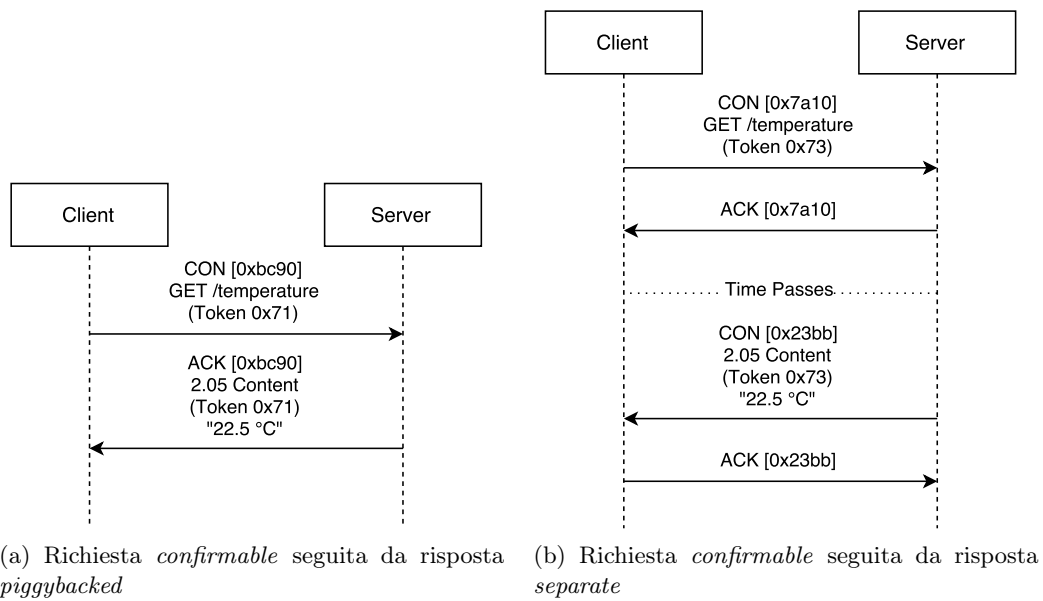 Client
Server
CON [0xbc90]
GET /temperature
(Token 0x71)
ACK [0xbc90]
2.05 Content
(Token 0x71)
"22.5 °C"
(a) Richiesta confirmable seguita da risposta
piggybacked
Client
Server
CON [0x7a10]
GET /temperature
(Token 0x73)
ACK [0x7a10]
Time Passes
CON [0x23bb]
2.05 Content
(Token 0x73)
"22.5 °C"
ACK [0x23bb]
(b) Richiesta confirmable seguita da risposta
separate